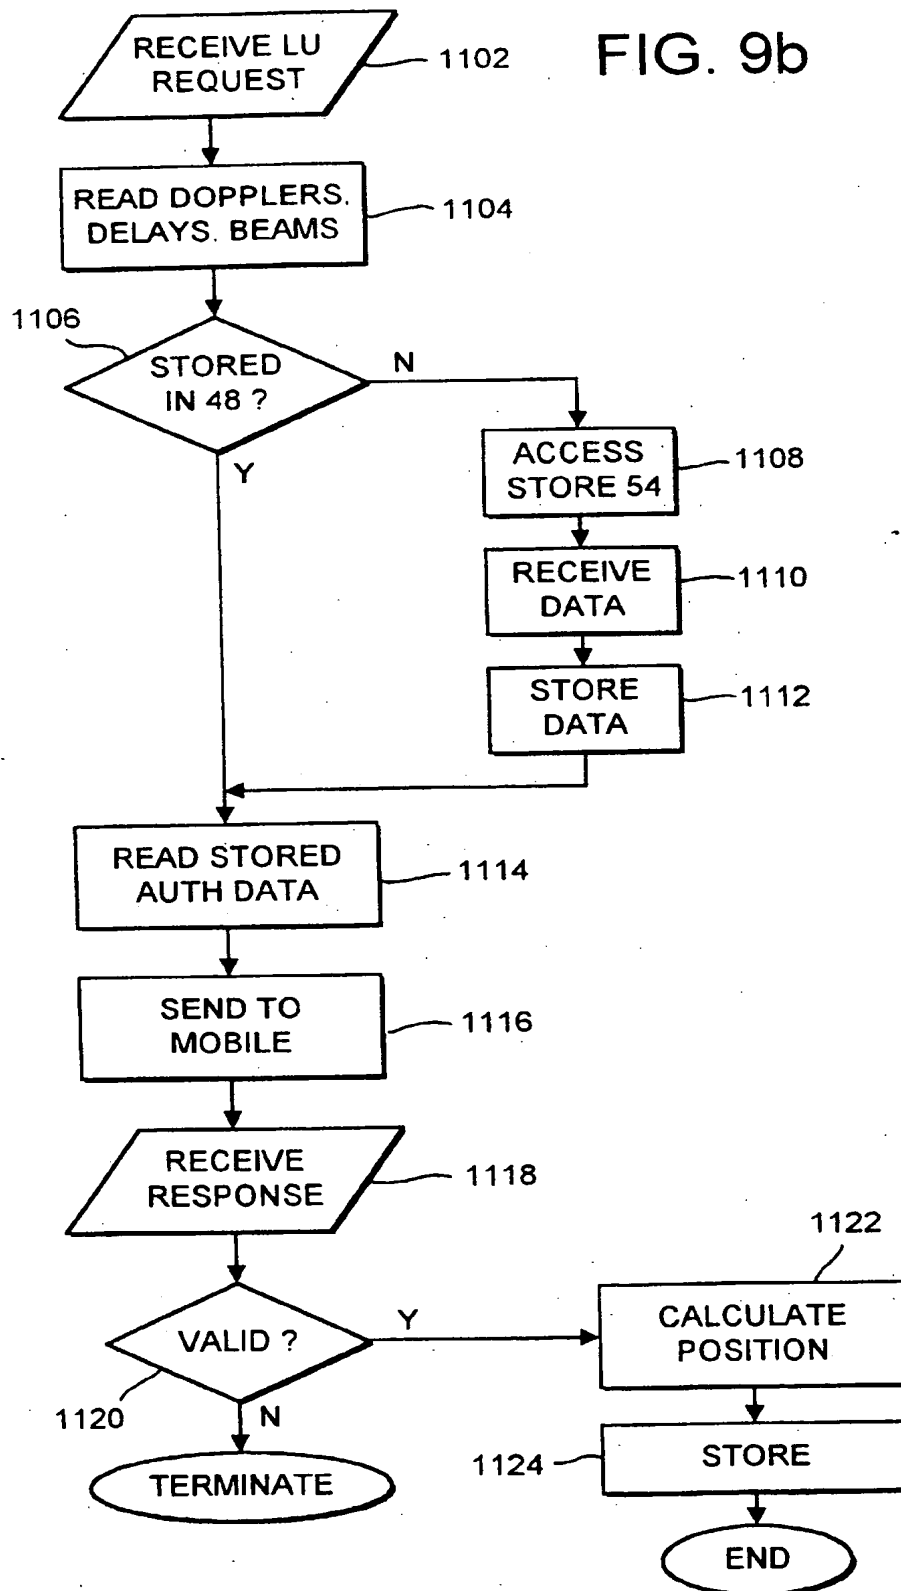 FIG. 9b
RECEIVE LU
REQUEST
1102
READ DOPPLERS.
DELAYS. BEAMS
1104
1106
STORED
IN 48 ?
N
Y
ACCESS
STORE 54
1108
RECEIVE
DATA
1110
STORE
DATA
1112
READ STORED
AUTH DATA
1114
SEND TO
MOBILE
1116
RECEIVE
RESPONSE
1118
VALID ?
Y
1120
N
TERMINATE
1122
CALCULATE
POSITION
1124
STORE
END